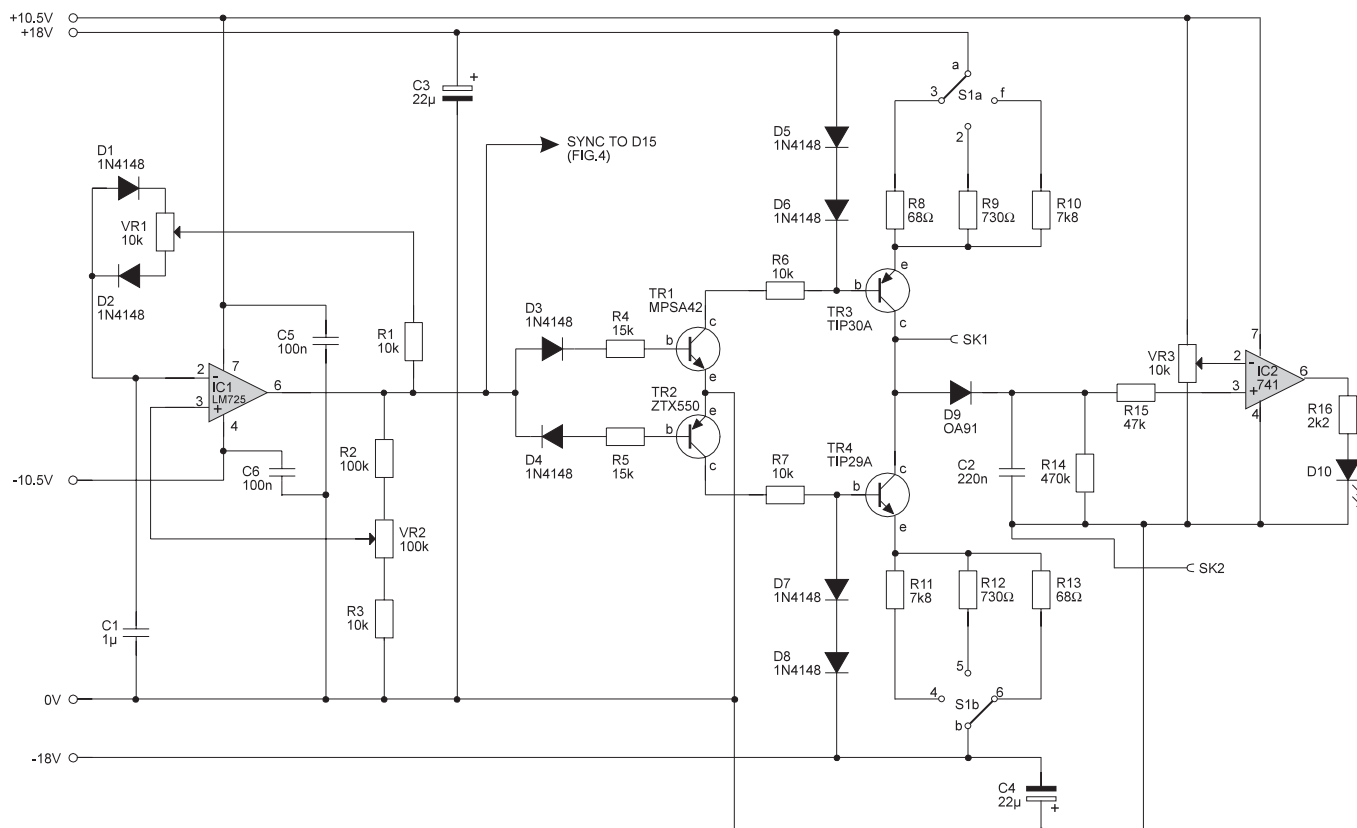 +10.5V
+18V
a
3
S1a
f
2
C3
22µ
+
SYNC TO D15
(FIG.4)
D5
1N4148
D1
1N4148
VR1
10k
D2
1N4148
D6
1N4148
R8
68Ω
R9
730Ω
R10
7k8
R6
10k
e
b
c
TR3
TIP30A
TR1
MPSA42
D3
1N4148
R4
15k
b
c
e
C5
100n
R1
10k
SK1
7
2
-
IC1
LM725
6
3
+
4
VR3
10k
7
2
-
IC2
741
6
3
+
4
TR2
ZTX550
e
b
c
D9
OA91
R15
47k
R16
2k2
D4
1N4148
R5
15k
R2
100k
R7
10k
TR4
TIP29A
c
b
e
C2
220n
R14
470k
D10
C6
100n
-10.5V
VR2
100k
SK2
D7
1N4148
R11
7k8
R12
730Ω
R13
68Ω
R3
10k
C1
1µ
D8
1N4148
5
4
S1b
6
b
0V
-18V
C4
22µ
+